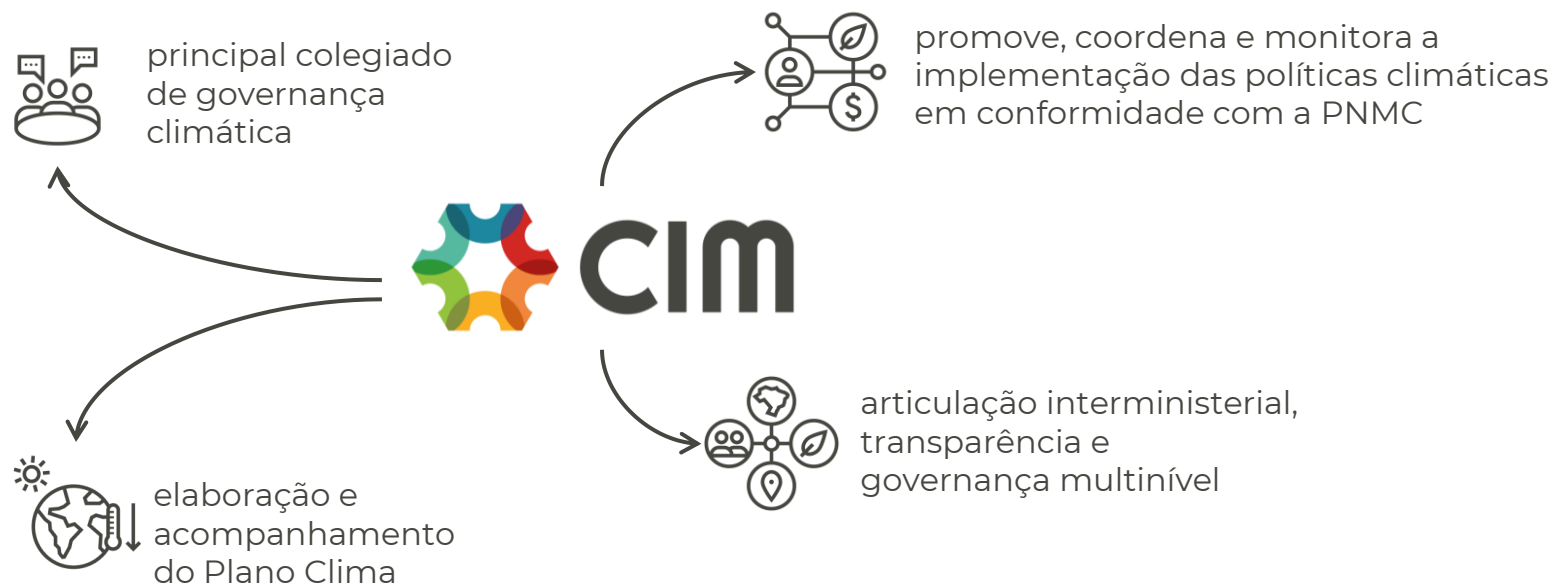 principal colegiado
de governança
climática
promove, coordena e monitora a
implementação das políticas climáticas
em conformidade com a PNMC
CIM
$
articulação interministerial,
transparência e
governança multinível
elaboração e
acompanhamento
do Plano Clima